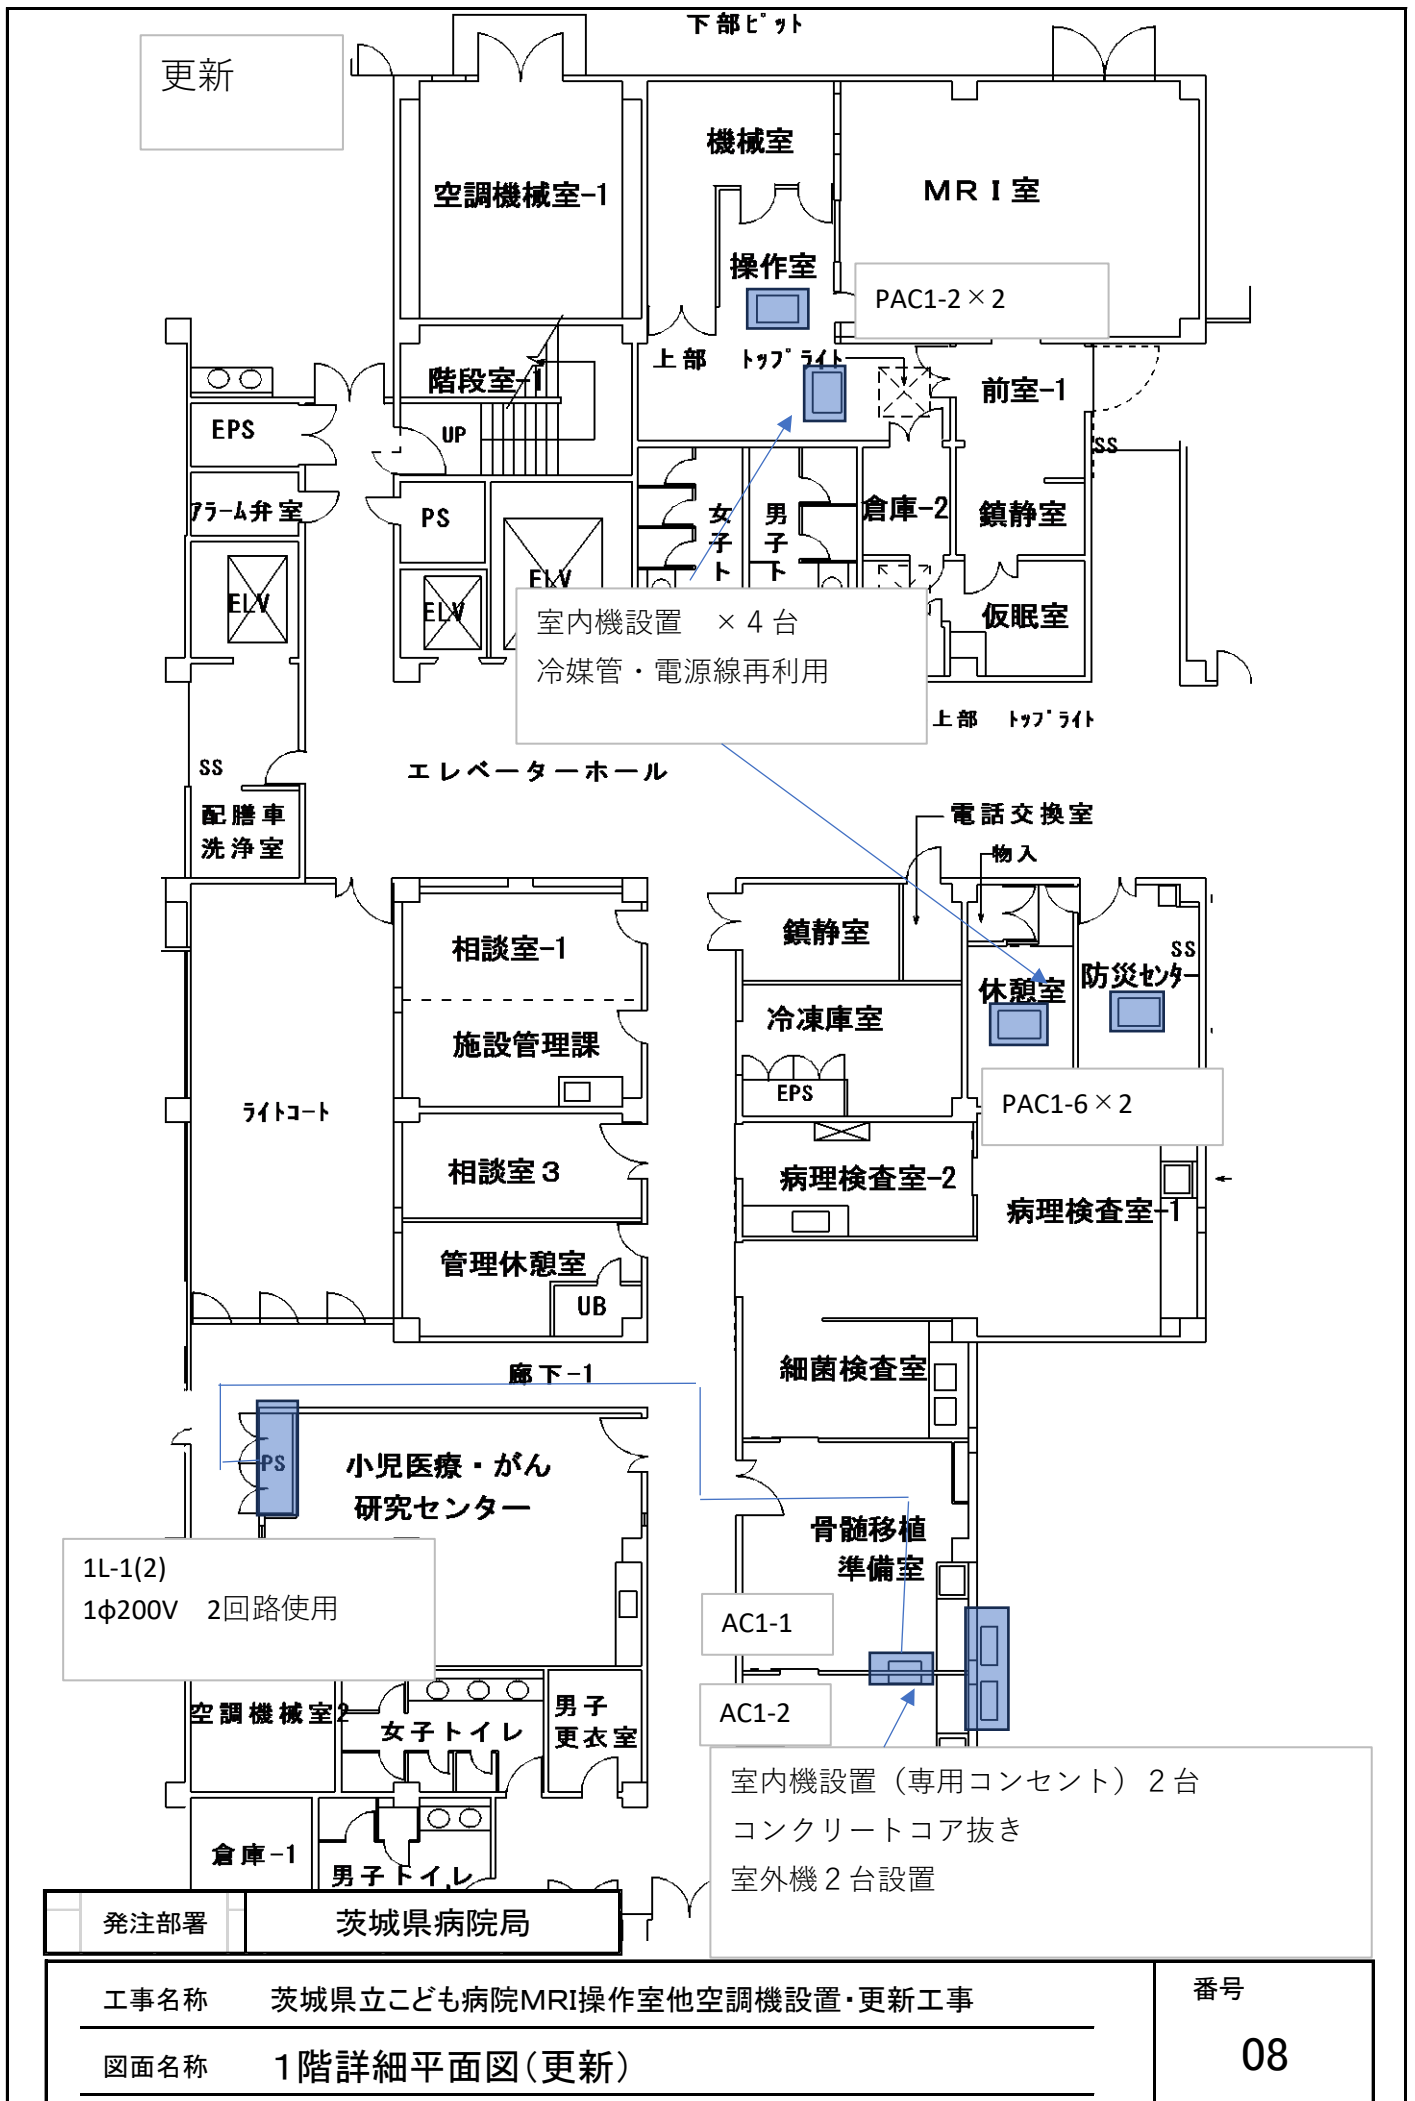 下部ピット
更新
機械室
空調機械室-1
MRI室
操作室
PAC1-2×2
上部 トップライト
階段室-1
前室-1
EPS
UP
SS
アラーム弁室
PS
女子ト
男子ト
倉庫-2
鎮静室
ELV
ELV
ELV
室内機設置 ×4台
冷媒管・電源線再利用
仮眠室
上部 トップライト
SS
エレベーターホール
配膳車
洗浄室
電話交換室
物入
相談室-1
鎮静室
SS
休憩室
防災センター
施設管理課
冷凍庫室
EPS
PAC1-6×2
ライトコート
相談室3
病理検査室-2
病理検査室-1
管理休憩室
UB
廊下-1
細菌検査室
PS
小児医療・がん
研究センター
骨髄移植
準備室
1L-1(2)
1φ200V 2回路使用
AC1-1
AC1-2
空調機械室2
女子トイレ
男子
更衣室
室内機設置（専用コンセント）2台
コンクリートコア抜き
室外機2台設置
倉庫-1
男子トイレ
発注部署 茨城県病院局
工事名称 茨城県立こども病院MRI操作室他空調機設置・更新工事
番号
図面名称 1階詳細平面図（更新）
08